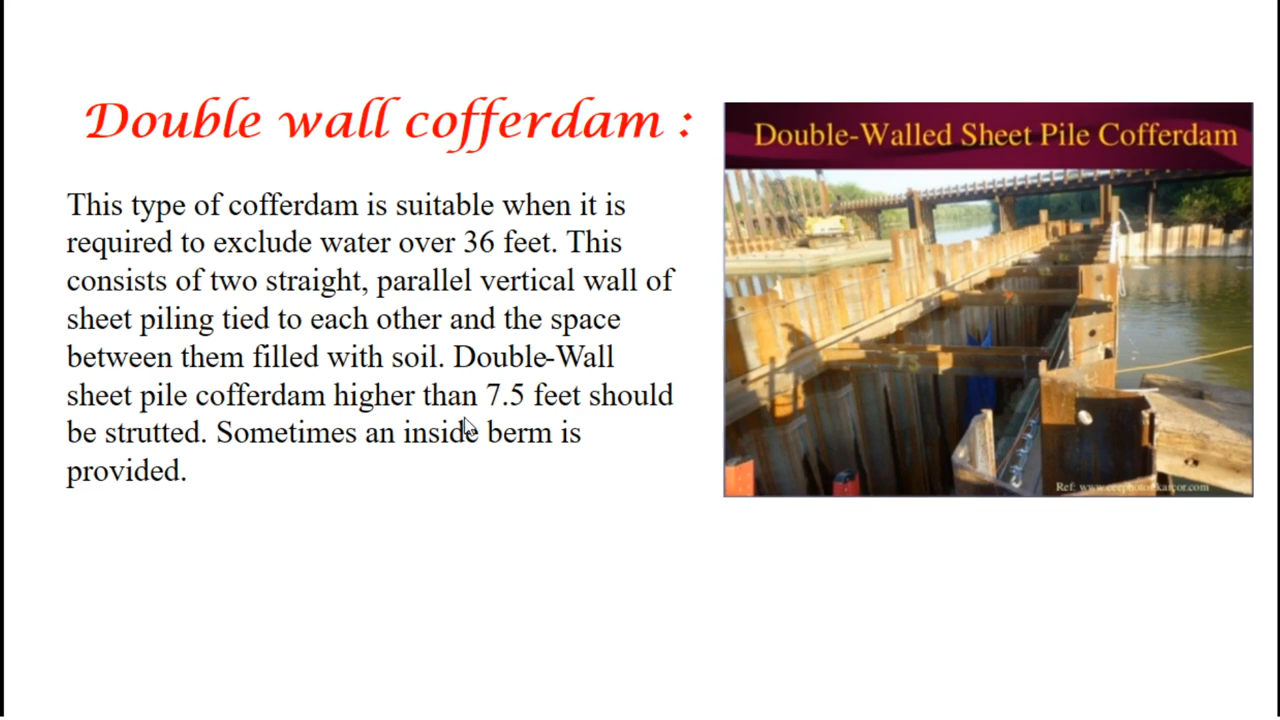 Double wall cofferdam :
This type of cofferdam is suitable when it is
required to exclude water over 36 feet. This
consists of two straight, parallel vertical wall of
sheet piling tied to each other and the space
between them filled with soil. Double-Wall
sheet pile cofferdam higher than 7.5 feet should
be strutted. Sometimes an inside berm is
provided.
Double-Walled Sheet Pile Cofferdam
Ref: